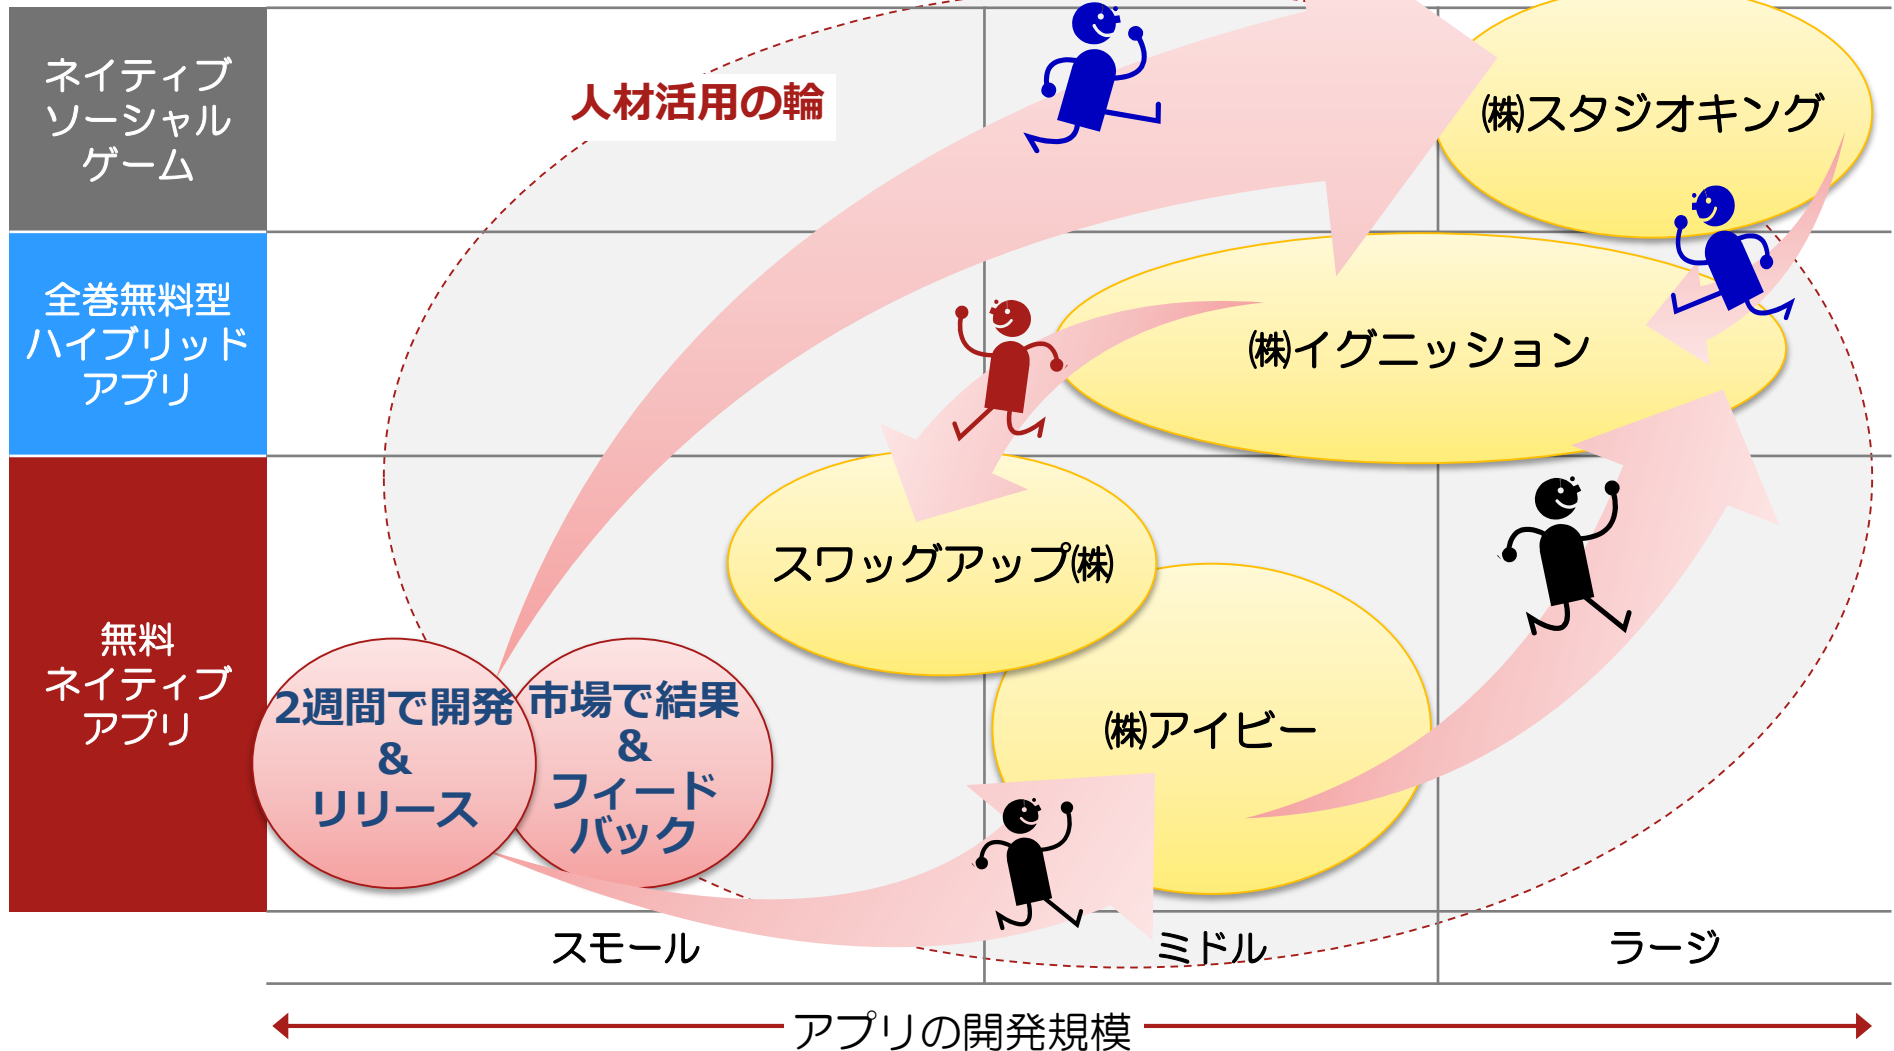 ネイティブ
ソーシャル
ゲーム
人材活用の輪
㈱スタジオキング
全巻無料型
ハイブリッド
アプリ
㈱イグニッション
無料
ネイティブ
アプリ
スワッグアップ㈱
㈱アイビー
2週間で開発
&
リリース
市場で結果
&
フィード
バック
スモール
ミドル
ラージ
アプリの開発規模